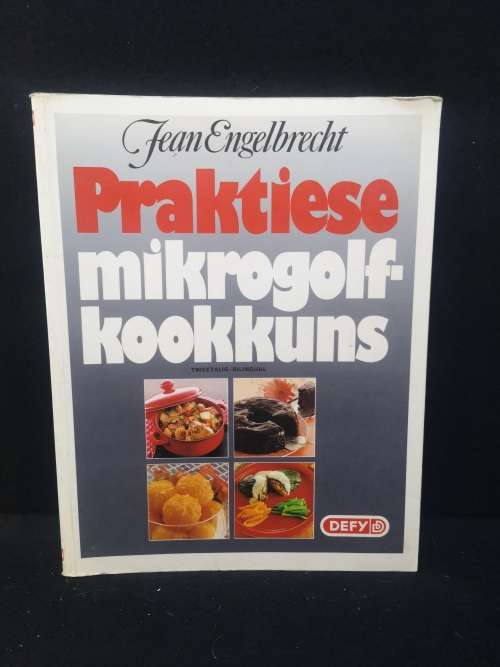 Jean Engelbrecht
Praktiese
mikrogolf-
kookkuns
TWEETALIG-BILINGUAL
DEFY D